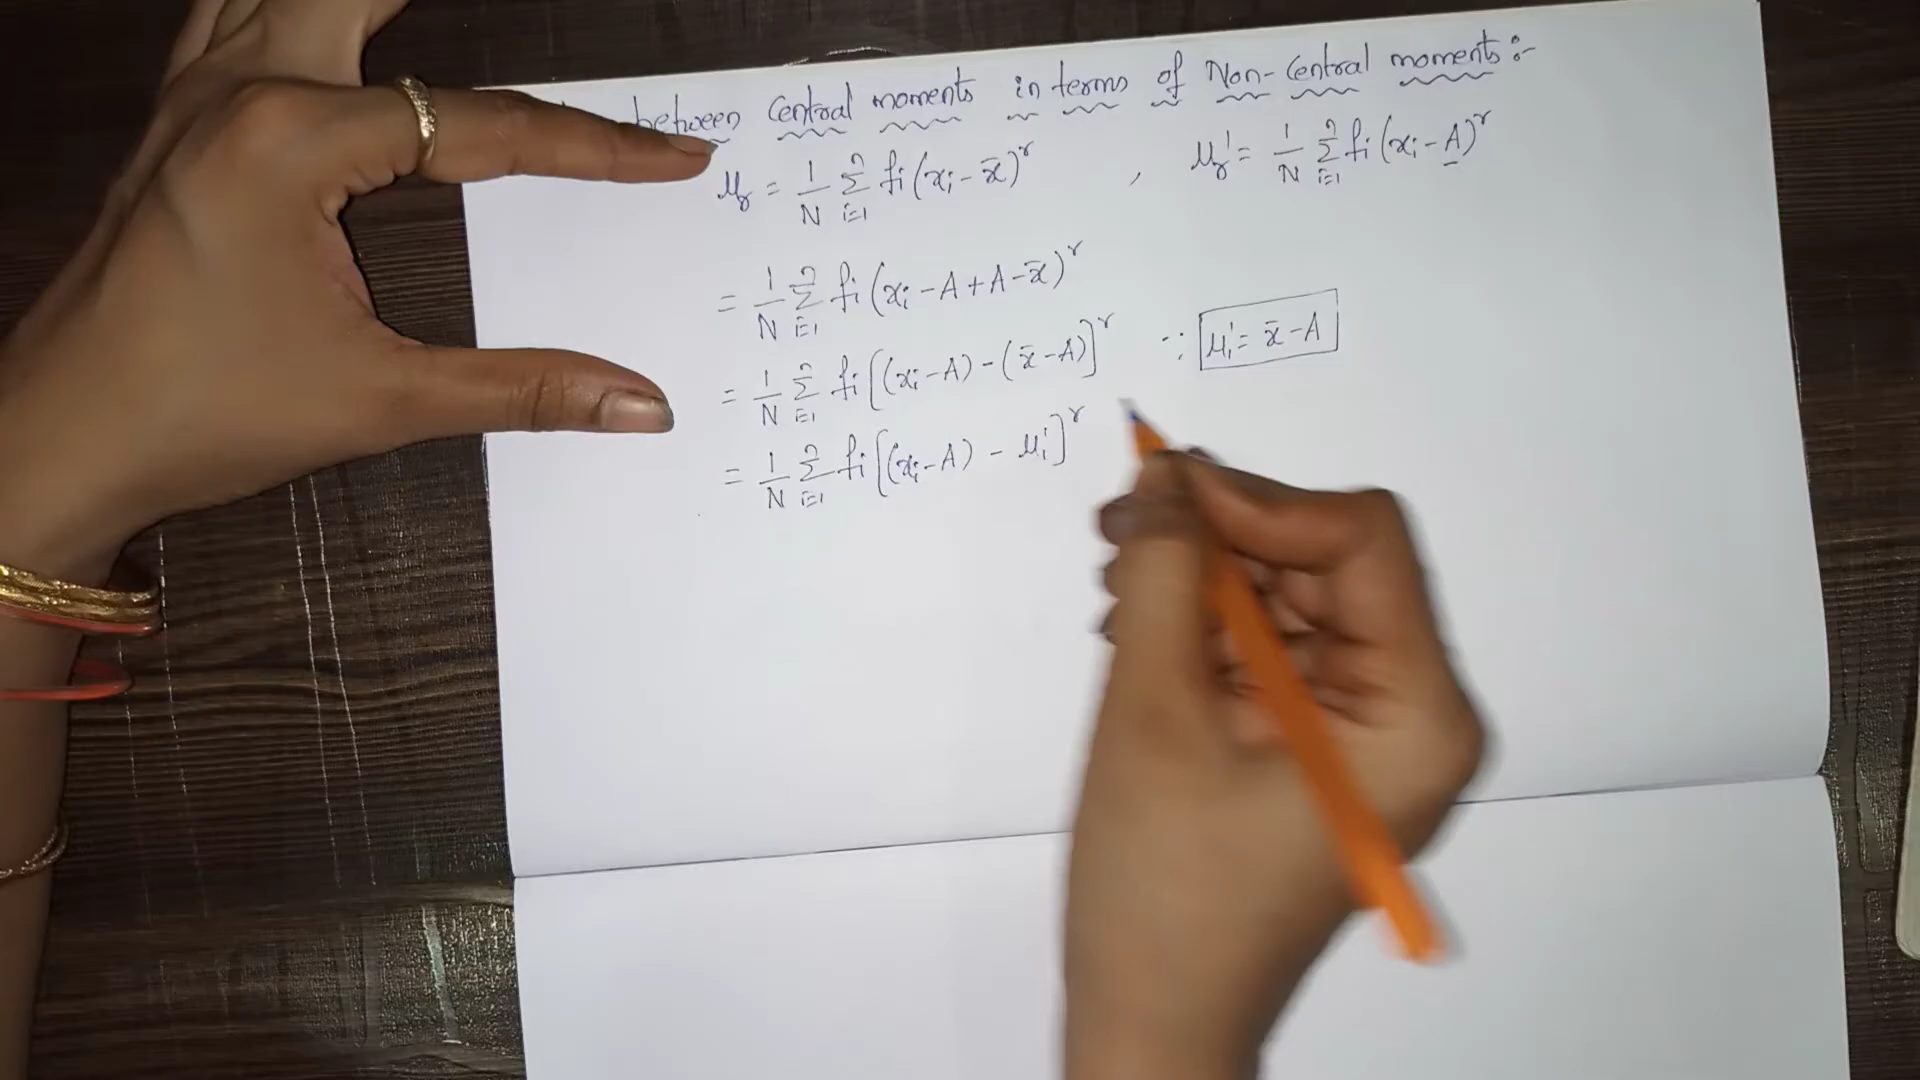 between Central moments in terms of Non-Central moments :-
μr = 1/N Σ(i=1 to n) fi (xi - x̄)^r , μr' = 1/N Σ(i=1 to n) fi (xi - A)^r
= 1/N Σ(i=1 to n) fi (xi - A + A - x̄)^r
= 1/N Σ(i=1 to n) fi [(xi - A) - (x̄ - A)]^r ∵ μ1' = x̄ - A
= 1/N Σ(i=1 to n) fi [(xi - A) - μ1']^r